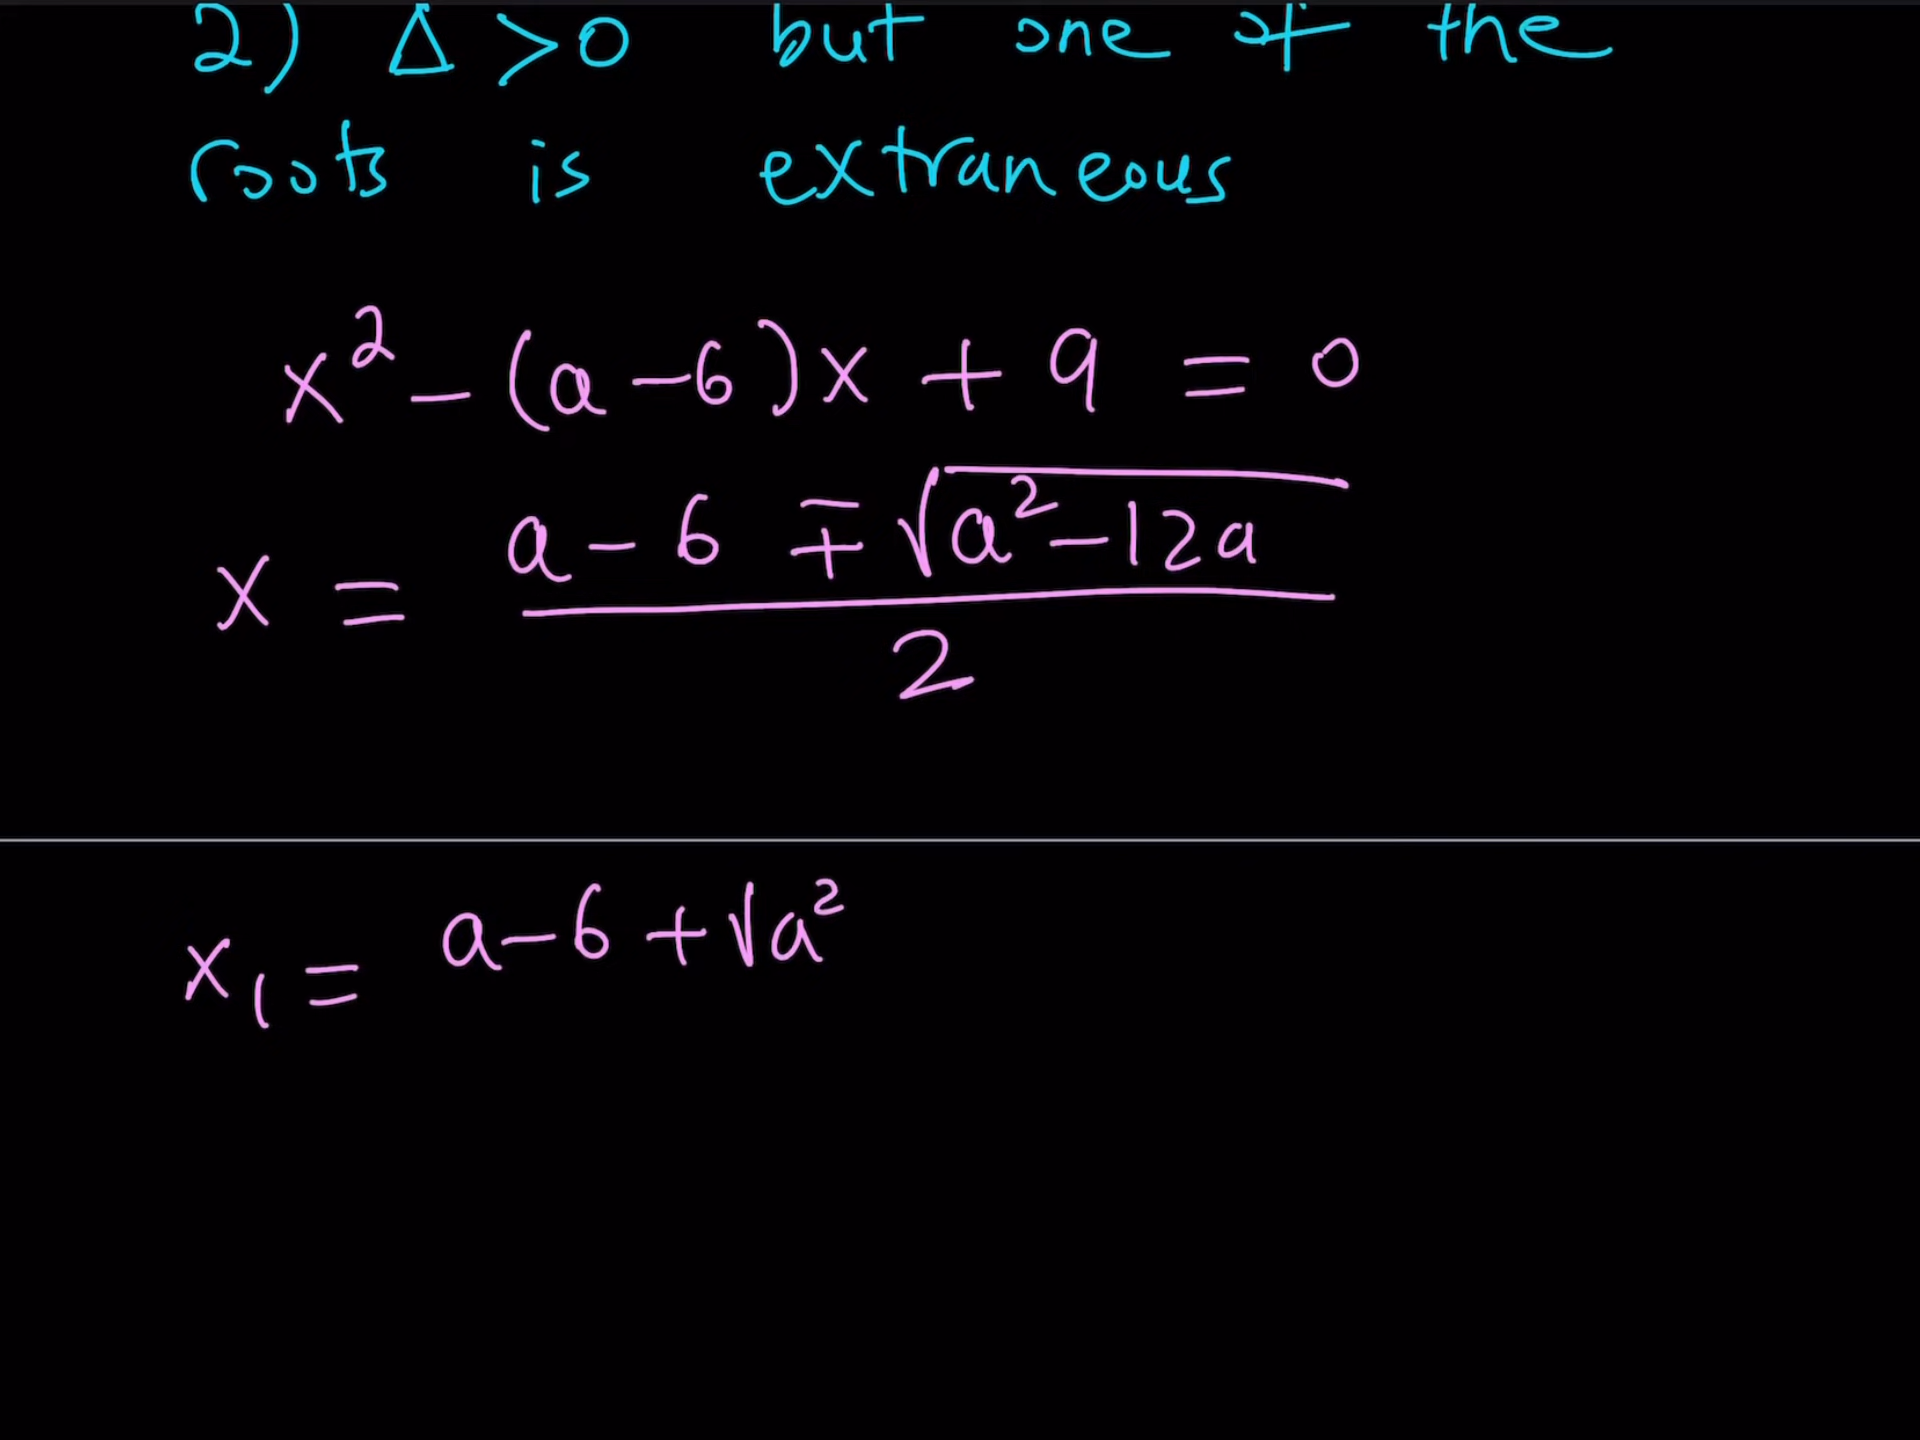 2) Δ > 0 but one of the
roots is extraneous
x² - (a - 6)x + 9 = 0
x = (a - 6 ∓ √(a² - 12a)) / 2
x₁ = a - 6 + √a²